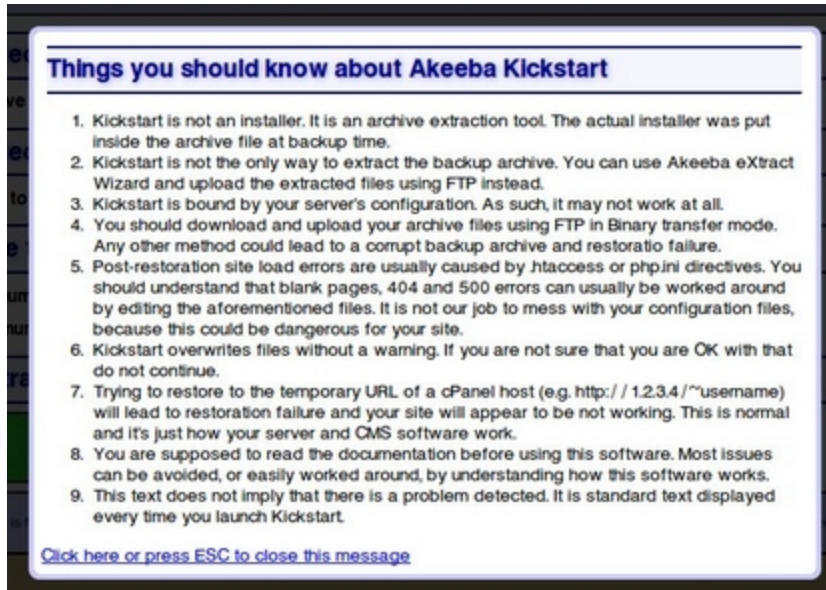 Things you should know about Akeeba Kickstart
1. Kickstart is not an installer. It is an archive extraction tool. The actual installer was put
inside the archive file at backup time.
2. Kickstart is not the only way to extract the backup archive. You can use Akeeba eXtract
Wizard and upload the extracted files using FTP instead.
3. Kickstart is bound by your server's configuration. As such, it may not work at all.
4. You should download and upload your archive files using FTP in Binary transfer mode.
Any other method could lead to a corrupt backup archive and restoratio failure.
5. Post-restoration site load errors are usually caused by .htaccess or php.ini directives. You
should understand that blank pages, 404 and 500 errors can usually be worked around
by editing the aforementioned files. It is not our job to mess with your configuration files,
because this could be dangerous for your site.
6. Kickstart overwrites files without a warning. If you are not sure that you are OK with that
do not continue.
7. Trying to restore to the temporary URL of a cPanel host (e.g. http://1.2.3.4/~username)
will lead to restoration failure and your site will appear to be not working. This is normal
and it's just how your server and CMS software work.
8. You are supposed to read the documentation before using this software. Most issues
can be avoided, or easily worked around, by understanding how this software works.
9. This text does not imply that there is a problem detected. It is standard text displayed
every time you launch Kickstart.
Click here or press ESC to close this message